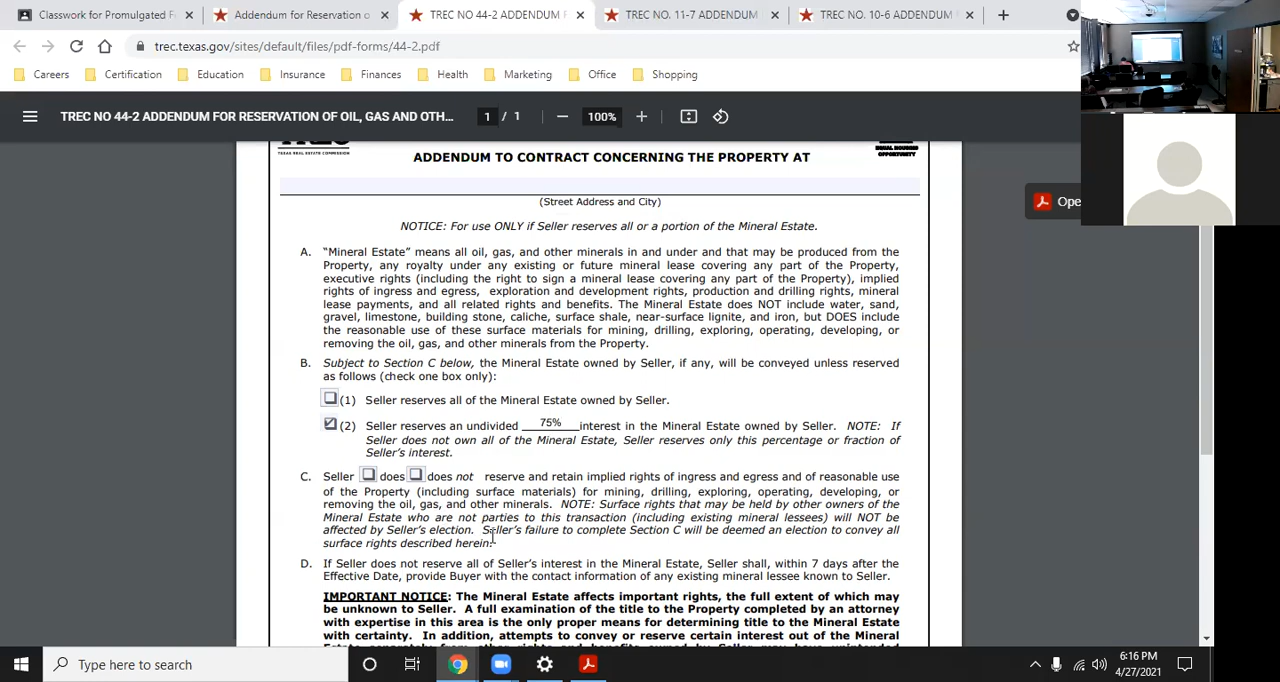 Classwork for Promulgated F
Addendum for Reservation o
TREC NO 44-2 ADDENDUM F
TREC NO. 11-7 ADDENDUM
TREC NO. 10-6 ADDENDUM
trec.texas.gov/sites/default/files/pdf-forms/44-2.pdf
Careers Certification Education Insurance Finances Health Marketing Office Shopping
TREC NO 44-2 ADDENDUM FOR RESERVATION OF OIL, GAS AND OTH... 1 / 1 100%
TEXAS REAL ESTATE COMMISSION
EQUAL HOUSING
OPPORTUNITY
ADDENDUM TO CONTRACT CONCERNING THE PROPERTY AT
(Street Address and City)
Ope
NOTICE: For use ONLY if Seller reserves all or a portion of the Mineral Estate.
A. “Mineral Estate” means all oil, gas, and other minerals in and under and that may be produced from the
Property, any royalty under any existing or future mineral lease covering any part of the Property,
executive rights (including the right to sign a mineral lease covering any part of the Property), implied
rights of ingress and egress, exploration and development rights, production and drilling rights, mineral
lease payments, and all related rights and benefits. The Mineral Estate does NOT include water, sand,
gravel, limestone, building stone, caliche, surface shale, near-surface lignite, and iron, but DOES include
the reasonable use of these surface materials for mining, drilling, exploring, operating, developing, or
removing the oil, gas, and other minerals from the Property.
B. Subject to Section C below, the Mineral Estate owned by Seller, if any, will be conveyed unless reserved
as follows (check one box only):
(1) Seller reserves all of the Mineral Estate owned by Seller.
(2) Seller reserves an undivided 75% interest in the Mineral Estate owned by Seller. NOTE: If
Seller does not own all of the Mineral Estate, Seller reserves only this percentage or fraction of
Seller’s interest.
C. Seller does does not reserve and retain implied rights of ingress and egress and of reasonable use
of the Property (including surface materials) for mining, drilling, exploring, operating, developing, or
removing the oil, gas, and other minerals. NOTE: Surface rights that may be held by other owners of the
Mineral Estate who are not parties to this transaction (including existing mineral lessees) will NOT be
affected by Seller’s election. Seller’s failure to complete Section C will be deemed an election to convey all
surface rights described herein.
D. If Seller does not reserve all of Seller’s interest in the Mineral Estate, Seller shall, within 7 days after the
Effective Date, provide Buyer with the contact information of any existing mineral lessee known to Seller.
IMPORTANT NOTICE: The Mineral Estate affects important rights, the full extent of which may
be unknown to Seller. A full examination of the title to the Property completed by an attorney
with expertise in this area is the only proper means for determining title to the Mineral Estate
with certainty. In addition, attempts to convey or reserve certain interest out of the Mineral
Type here to search
6:16 PM
4/27/2021